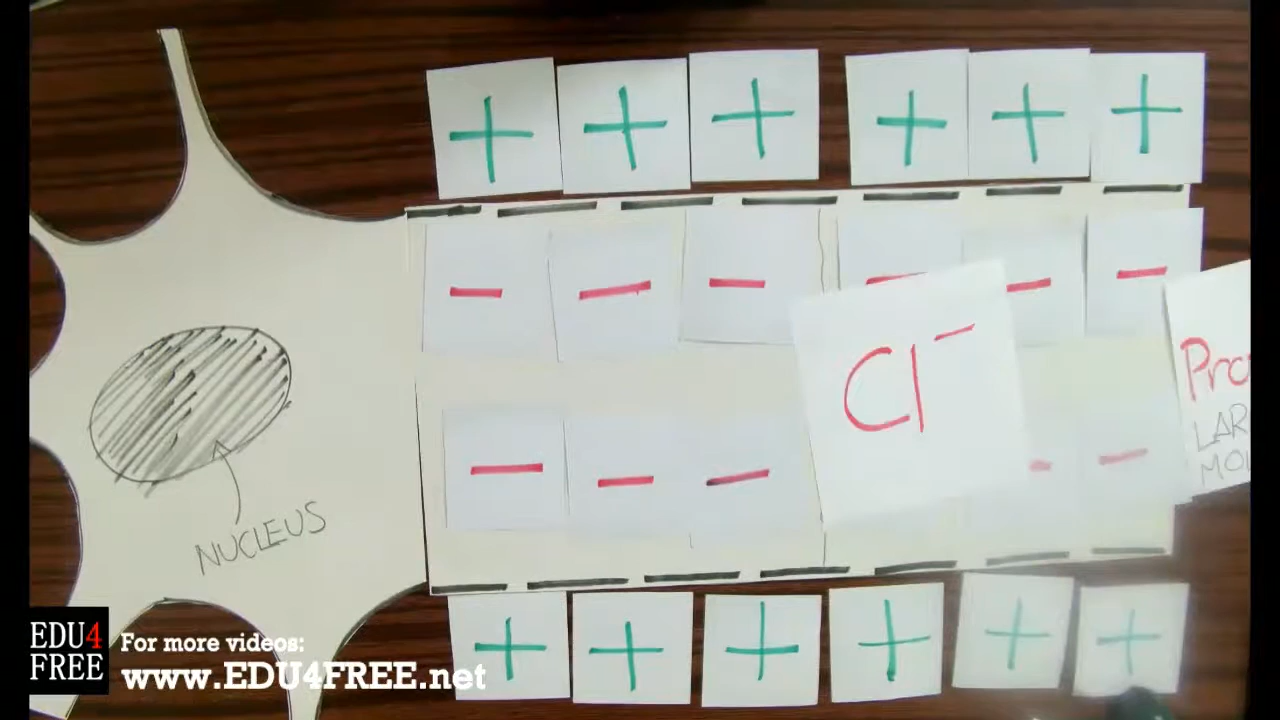 + + + + + +
− − − − − −
Cl⁻
− − − − −
NUCLEUS
+ + + + + +
EDU4
FREE
For more videos:
www.EDU4FREE.net